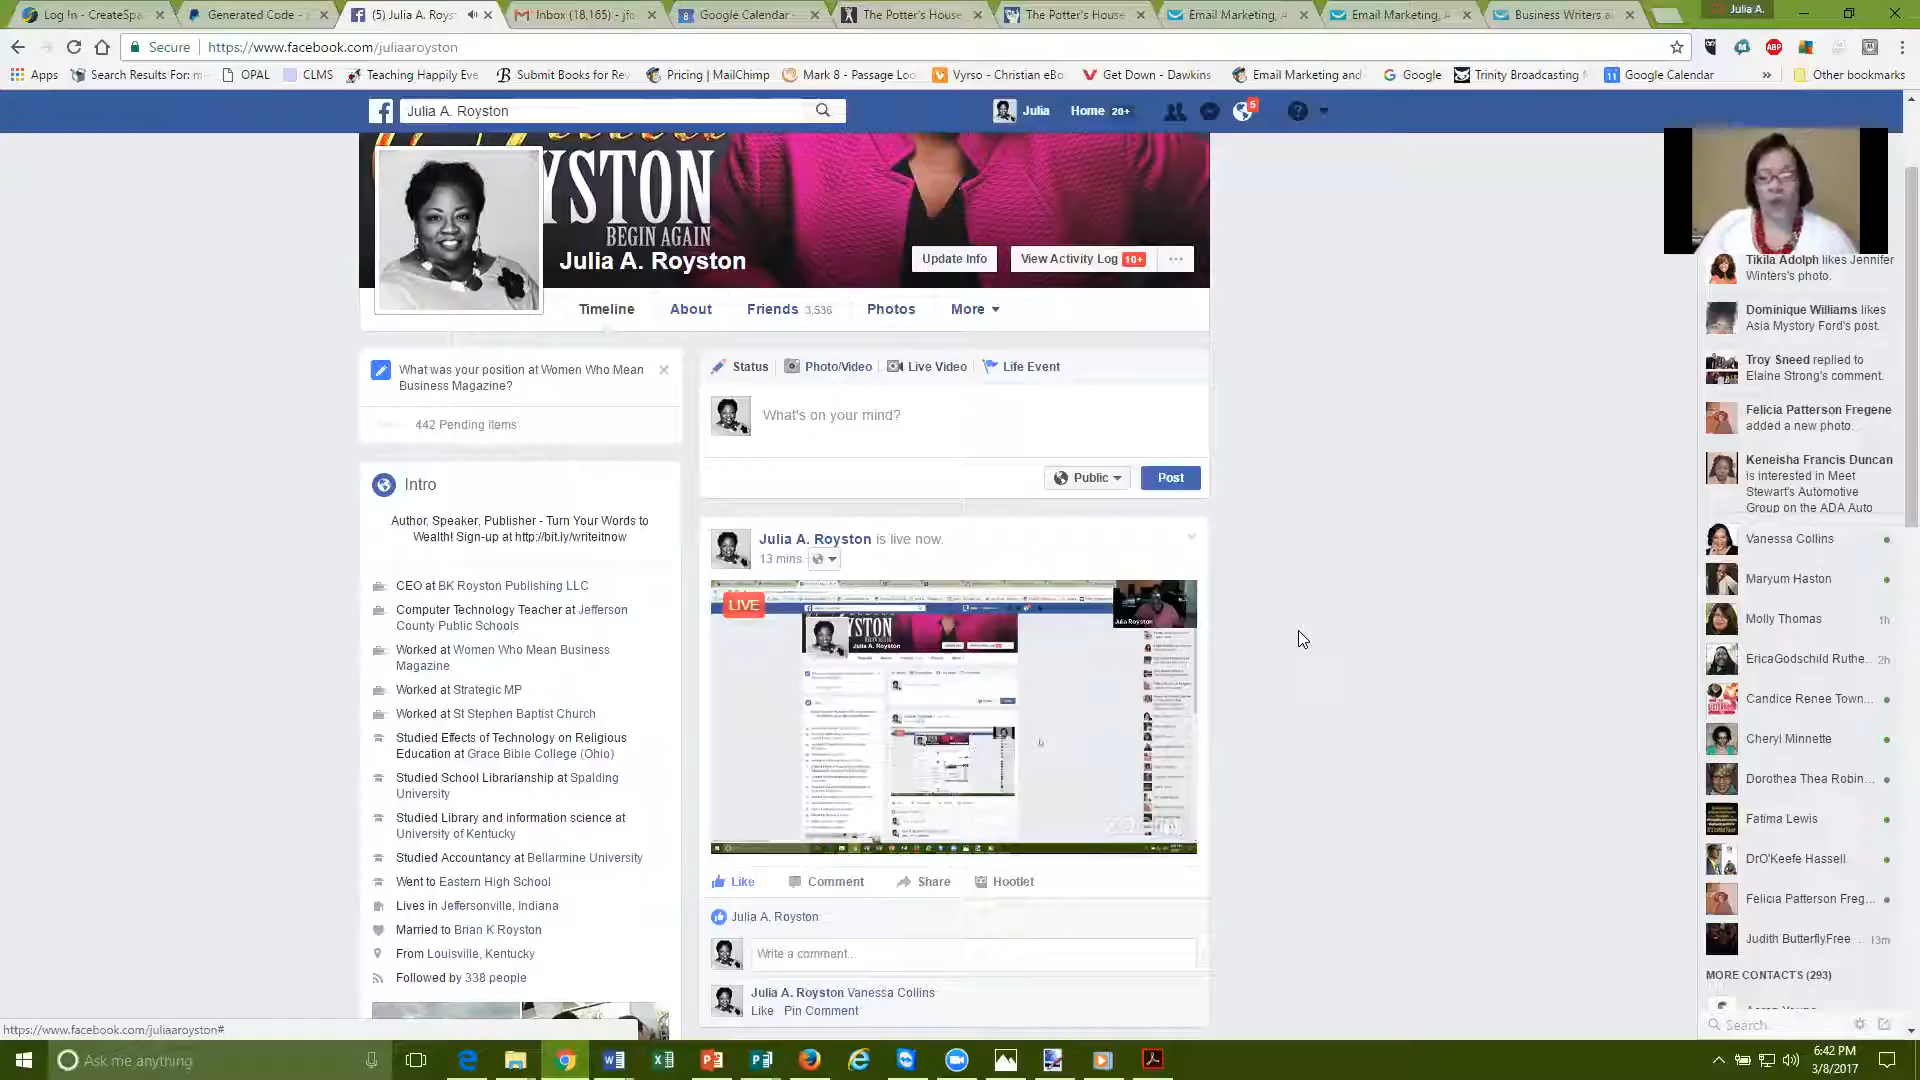 Log In - CreateSpa
Generated Code -
(5) Julia A. Royst
Inbox (18,165) - jfo
Google Calendar -
The Potter's House
The Potter's House
Email Marketing, A
Email Marketing, A
Business Writers a
Julia A.
Secure
https://www.facebook.com/juliaaroyston
Apps
Search Results For: m
OPAL
CLMS
Teaching Happily Eve
Submit Books for Rev
Pricing | MailChimp
Mark 8 - Passage Loo
Vyrso - Christian eBo
Get Down - Dawkins
Email Marketing and
Google
Trinity Broadcasting N
Google Calendar
»
Other bookmarks
Julia A. Royston
Julia
Home 20+
5
YSTON
BEGIN AGAIN
Julia A. Royston
Update Info
View Activity Log 10+
Timeline
About
Friends 3,536
Photos
More
What was your position at Women Who Mean
Business Magazine?
442 Pending Items
Intro
Author, Speaker, Publisher - Turn Your Words to
Wealth! Sign-up at http://bit.ly/writeitnow
CEO at BK Royston Publishing LLC
Computer Technology Teacher at Jefferson
County Public Schools
Worked at Women Who Mean Business
Magazine
Worked at Strategic MP
Worked at St Stephen Baptist Church
Studied Effects of Technology on Religious
Education at Grace Bible College (Ohio)
Studied School Librarianship at Spalding
University
Studied Library and information science at
University of Kentucky
Studied Accountancy at Bellarmine University
Went to Eastern High School
Lives in Jeffersonville, Indiana
Married to Brian K Royston
From Louisville, Kentucky
Followed by 338 people
Status
Photo/Video
Live Video
Life Event
What's on your mind?
Public
Post
Julia A. Royston is live now.
13 mins
LIVE
YSTON
Julia A. Royston
Julia Royston
Like
Comment
Share
Hootlet
Julia A. Royston
Write a comment...
Julia A. Royston Vanessa Collins
Like Pin Comment
Tikila Adolph likes Jennifer
Winters's photo.
Dominique Williams likes
Asia Mystory Ford's post.
Troy Sneed replied to
Elaine Strong's comment.
Felicia Patterson Fregene
added a new photo.
Keneisha Francis Duncan
is interested in Meet
Stewart's Automotive
Group on the ADA Auto
Vanessa Collins
Maryum Haston
Molly Thomas 1h
EricaGodschild Ruthe... 2h
Candice Renee Town...
Cheryl Minnette
Dorothea Thea Robin...
Fatima Lewis
DrO'Keefe Hassell
Felicia Patterson Freg...
Judith ButterflyFree ... 13m
MORE CONTACTS (293)
Search
https://www.facebook.com/juliaaroyston#
Ask me anything
6:42 PM
3/8/2017